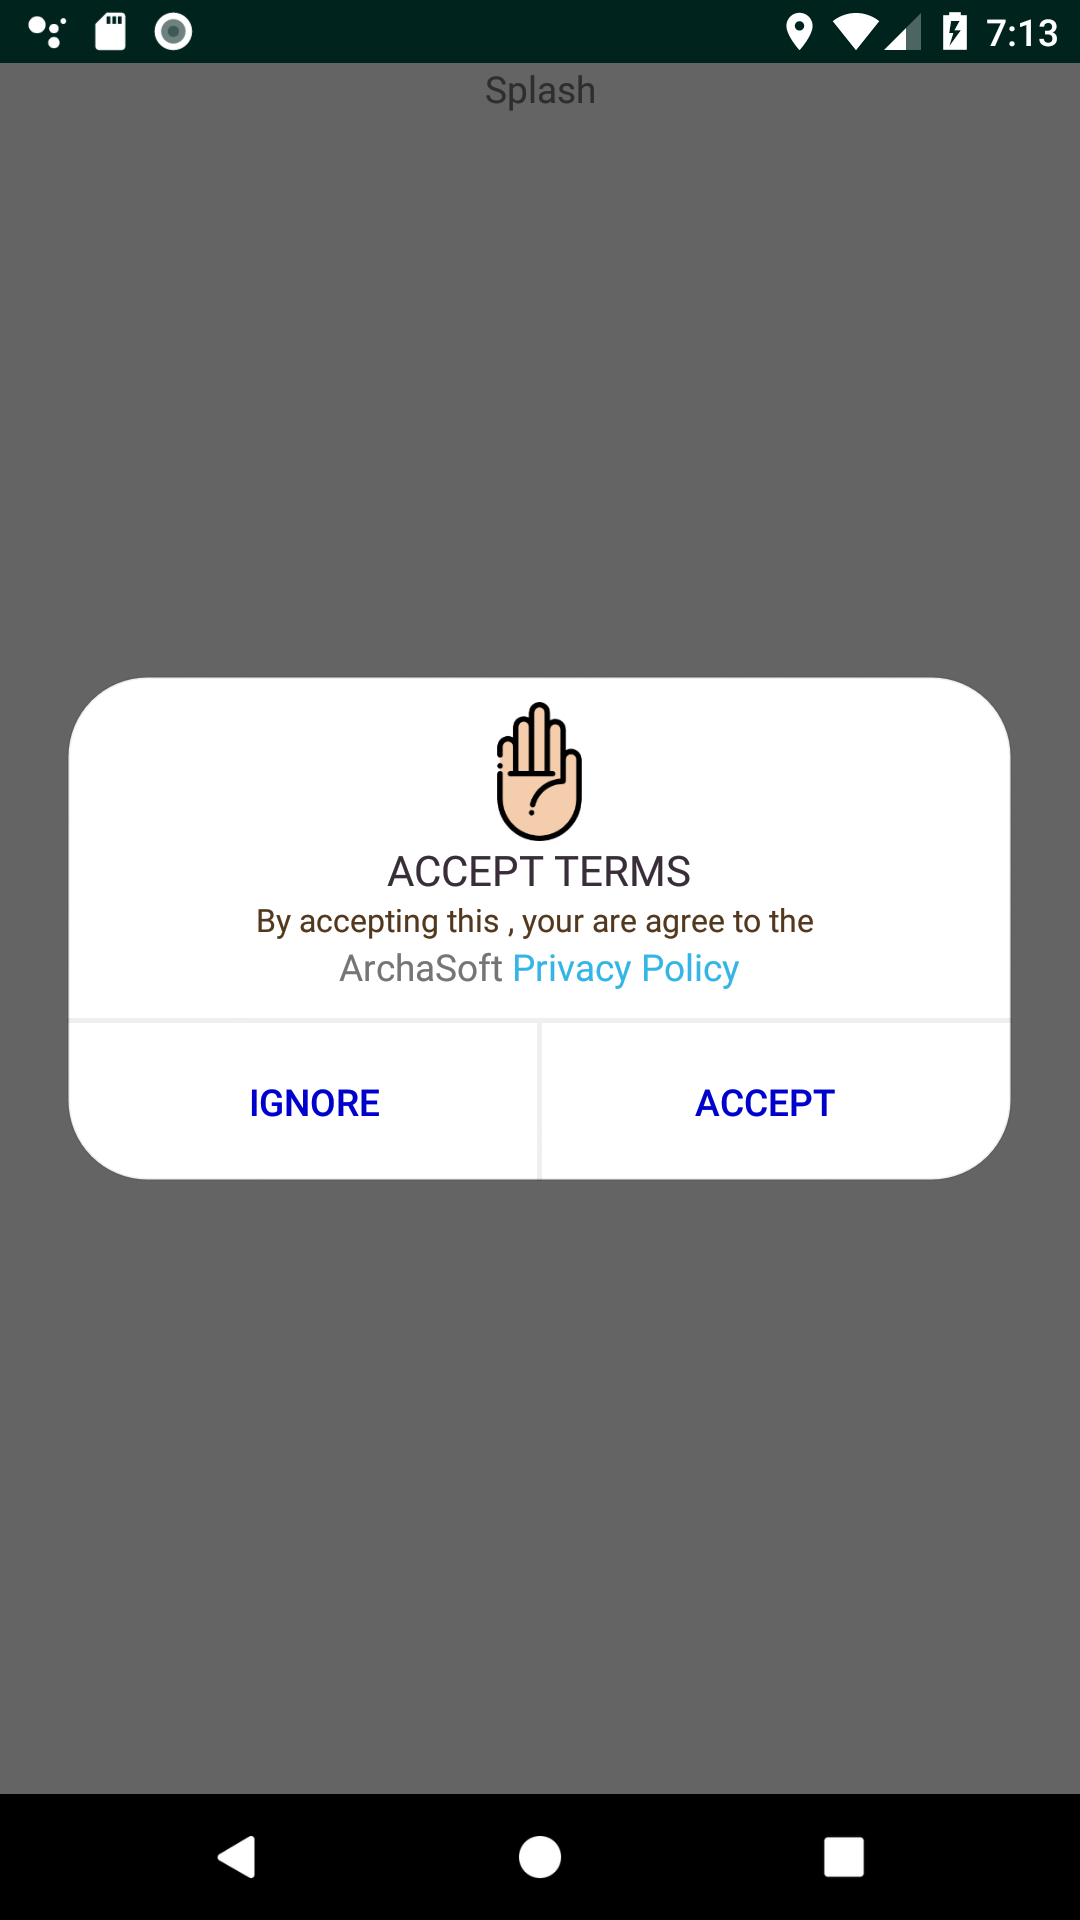 7:13
Splash
ACCEPT TERMS
By accepting this , your are agree to the
ArchaSoft Privacy Policy
IGNORE
ACCEPT